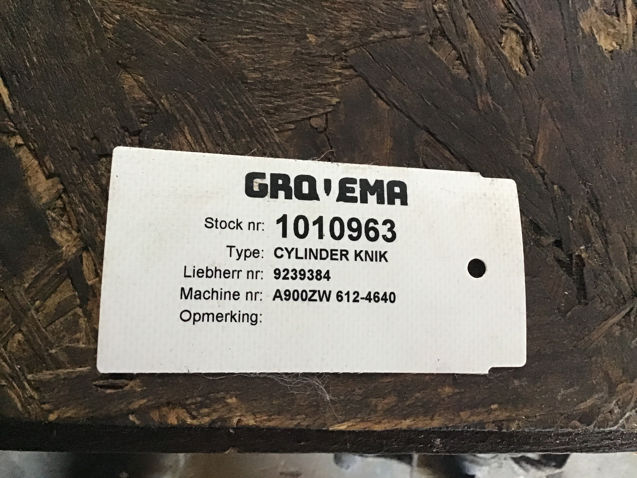 GROVEMA
Stock nr: 1010963
Type: CYLINDER KNIK
Liebherr nr: 9239384
Machine nr: A900ZW 612-4640
Opmerking: